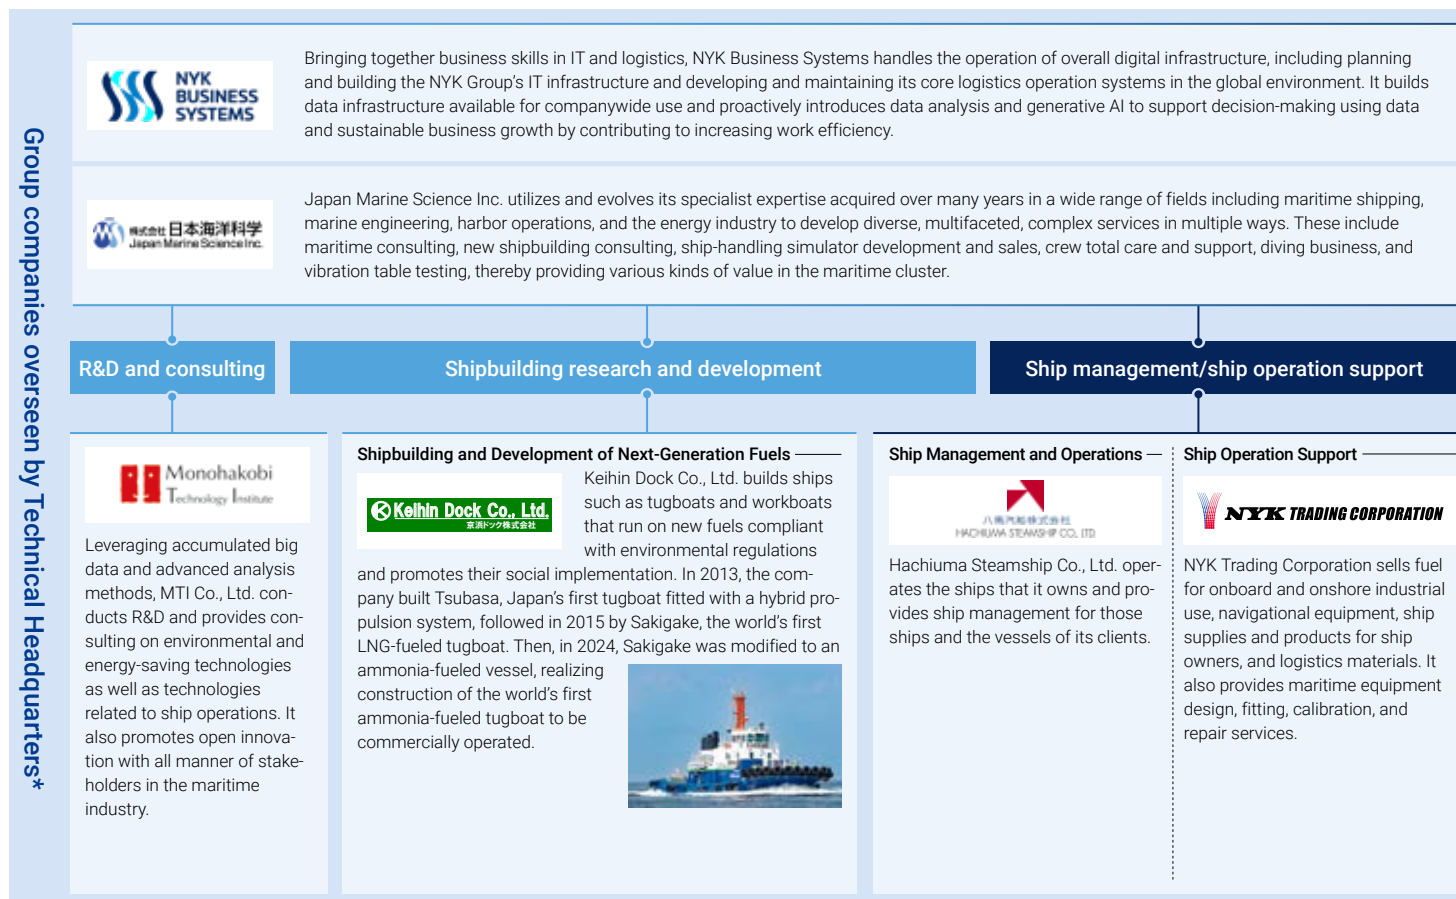 Group companies overseen by Technical Headquarters*
NYK
BUSINESS
SYSTEMS
Bringing together business skills in IT and logistics, NYK Business Systems handles the operation of overall digital infrastructure, including planning
and building the NYK Group’s IT infrastructure and developing and maintaining its core logistics operation systems in the global environment. It builds
data infrastructure available for companywide use and proactively introduces data analysis and generative AI to support decision-making using data
and sustainable business growth by contributing to increasing work efficiency.
株式会社 日本海洋科学
Japan Marine Science Inc.
Japan Marine Science Inc. utilizes and evolves its specialist expertise acquired over many years in a wide range of fields including maritime shipping,
marine engineering, harbor operations, and the energy industry to develop diverse, multifaceted, complex services in multiple ways. These include
maritime consulting, new shipbuilding consulting, ship-handling simulator development and sales, crew total care and support, diving business, and
vibration table testing, thereby providing various kinds of value in the maritime cluster.
R&D and consulting
Shipbuilding research and development
Ship management/ship operation support
Monohakobi
Technology Institute
Leveraging accumulated big
data and advanced analysis
methods, MTI Co., Ltd. con-
ducts R&D and provides con-
sulting on environmental and
energy-saving technologies
as well as technologies
related to ship operations. It
also promotes open innova-
tion with all manner of stake-
holders in the maritime
industry.
Shipbuilding and Development of Next-Generation Fuels
Keihin Dock Co., Ltd.
京浜ドック株式会社
Keihin Dock Co., Ltd. builds ships
such as tugboats and workboats
that run on new fuels compliant
with environmental regulations
and promotes their social implementation. In 2013, the com-
pany built Tsubasa, Japan’s first tugboat fitted with a hybrid pro-
pulsion system, followed in 2015 by Sakigake, the world’s first
LNG-fueled tugboat. Then, in 2024, Sakigake was modified to an
ammonia-fueled vessel, realizing
construction of the world’s first
ammonia-fueled tugboat to be
commercially operated.
Ship Management and Operations
八馬汽船株式会社
HACHIUMA STEAMSHIP CO., LTD.
Hachiuma Steamship Co., Ltd. oper-
ates the ships that it owns and pro-
vides ship management for those
ships and the vessels of its clients.
Ship Operation Support
NYK TRADING CORPORATION
NYK Trading Corporation sells fuel
for onboard and onshore industrial
use, navigational equipment, ship
supplies and products for ship
owners, and logistics materials. It
also provides maritime equipment
design, fitting, calibration, and
repair services.